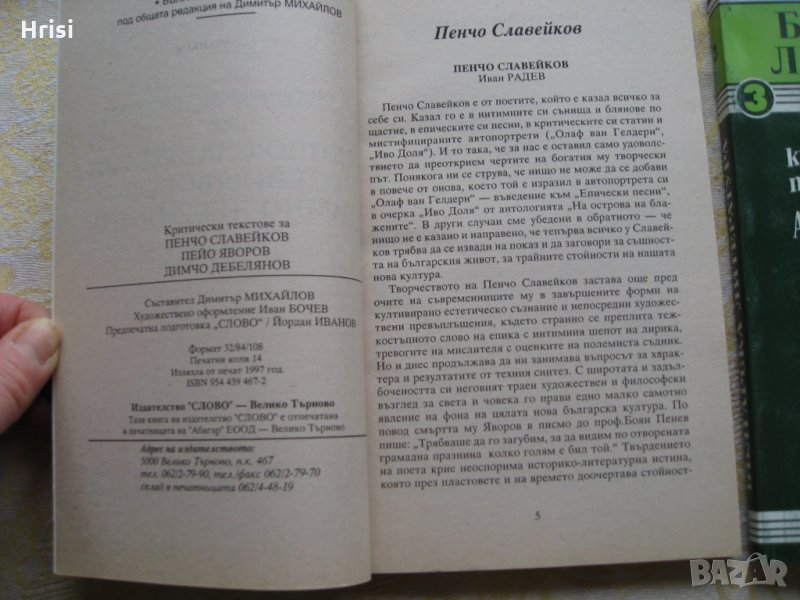 Hrisi
под общата редакция на Димитър МИХАЙЛОВ
Критически текстове за
ПЕНЧО СЛАВЕЙКОВ
ПЕЙО ЯВОРОВ
ДИМЧО ДЕБЕЛЯНОВ
Съставител Димитър МИХАЙЛОВ
Художествено оформление Иван БОЧЕВ
Предпечатна подготовка „СЛОВО" / Йордан ИВАНОВ
Формат 32/84/108
Печатни коли 14
Излязла от печат 1997 год.
ISBN 954 439 467-2
Издателство "СЛОВО" — Велико Търново
Тази книга на издателство "СЛОВО" е отпечатана
в печатницата на "Абагар" ЕООД — Велико Търново
Адрес на издателството:
5000 Велико Търново, п.к. 467
тел. 062/2-79-90, тел./факс 062/2-79-70
склад в печатницата 062/4-48-19
Пенчо Славейков
ПЕНЧО СЛАВЕЙКОВ
Иван РАДЕВ
Пенчо Славейков е от поетите, който е казал всичко за
себе си. Казал го е в интимните си сънища и блянове по
щастие, в епическите си песни, в критическите си статии и
мистифицираните автопортрети („Олаф ван Гелдерн",
„Иво Доля"). И то така, че за нас е оставил само удоволс-
твието да преоткрием чертите на богатия му творчески
път. Понякога ни се струва, че нищо не може да се добави
в повече от онова, което той е изразил в автопортрета си
„Олаф ван Гелдерн" — въведение към „Епически песни",
в очерка „Иво Доля" от антологията „На острова на бла-
жените". В други случаи сме убедени в обратното — че
не е казано и направено, че тепърва всичко у Славей-
ков трябва да се извади на показ и да заговори за същност-
та на българския живот, за трайните стойности на нашата
нова култура.
Творчеството на Пенчо Славейков застава още пред
очите на съвременниците му в завършените форми на
култивирано естетическо съзнание и непосредни художес-
твени превъплъщения, където странно се преплита теж-
костъпното слово на епика с интимния шепот на лирика,
тревогите на мислителя с оценките на полемиста съдник.
Но и днес продължава да ни занимава въпросът за харак-
тера и резултатите от техния синтез. С широтата и задъл-
бочеността си неговият траен художествен и философски
възглед за света и човека го прави едно малко самотно
явление на фона на цялата нова българска култура. По
повод смъртта му Яворов в писмо до проф.Боян Пенев
пише: „Трябваше да го загубим, за да видим по отворената
грамадна празнина колко голям е бил той." Твърдението
на поета крие неоспорима историко-литературна истина,
която през пластовете и на времето доочертава стойност-
5
3
BAZAR